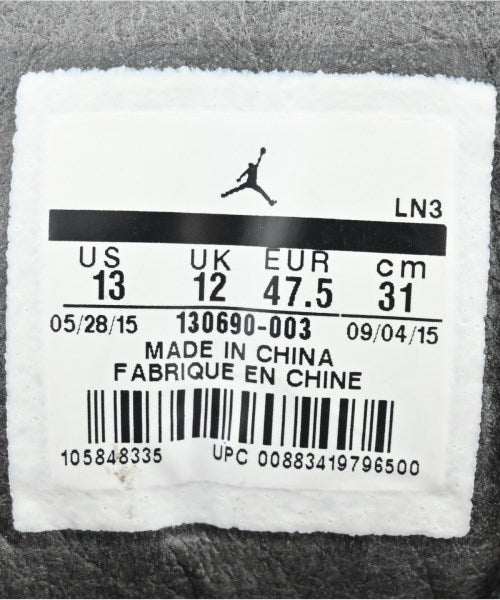 LN3
US UK EUR cm
13 12 47.5 31
05/28/15 130690-003 09/04/15
MADE IN CHINA
FABRIQUE EN CHINE
105848335 UPC 00883419796500